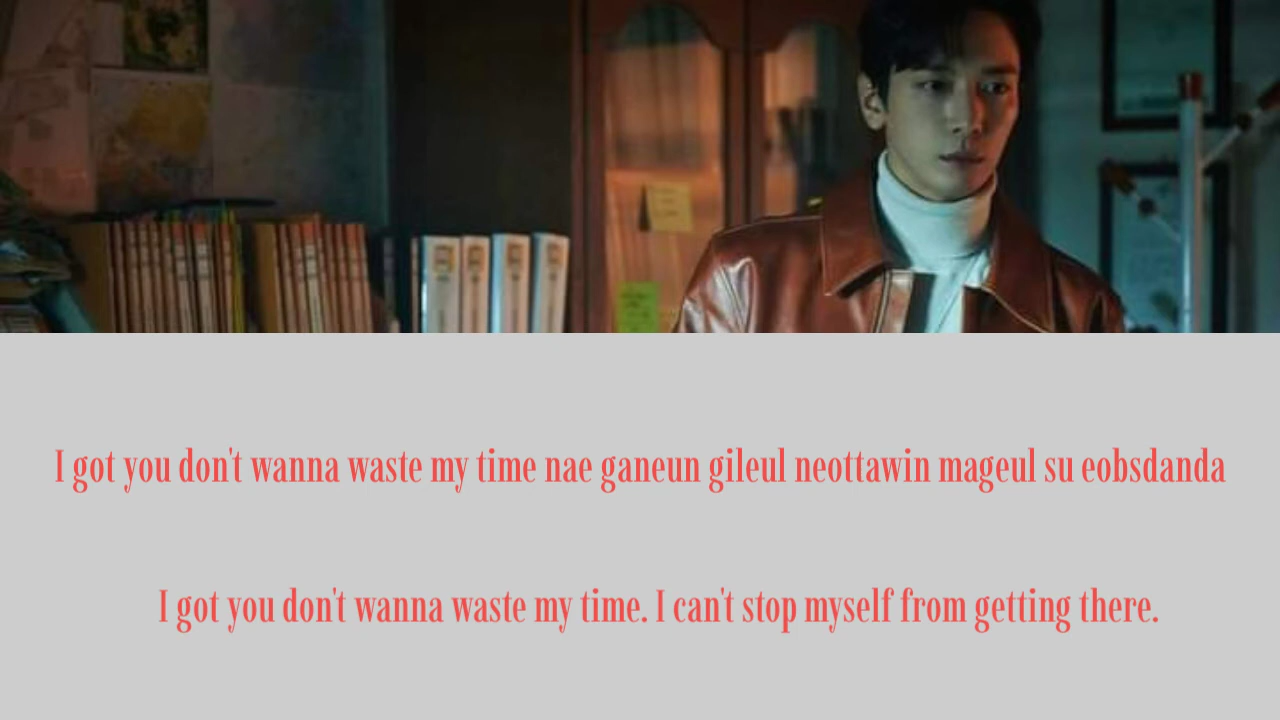 I got you don't wanna waste my time nae ganeun gileul neottawin mageul su eobsdanda
I got you don't wanna waste my time. I can't stop myself from getting there.